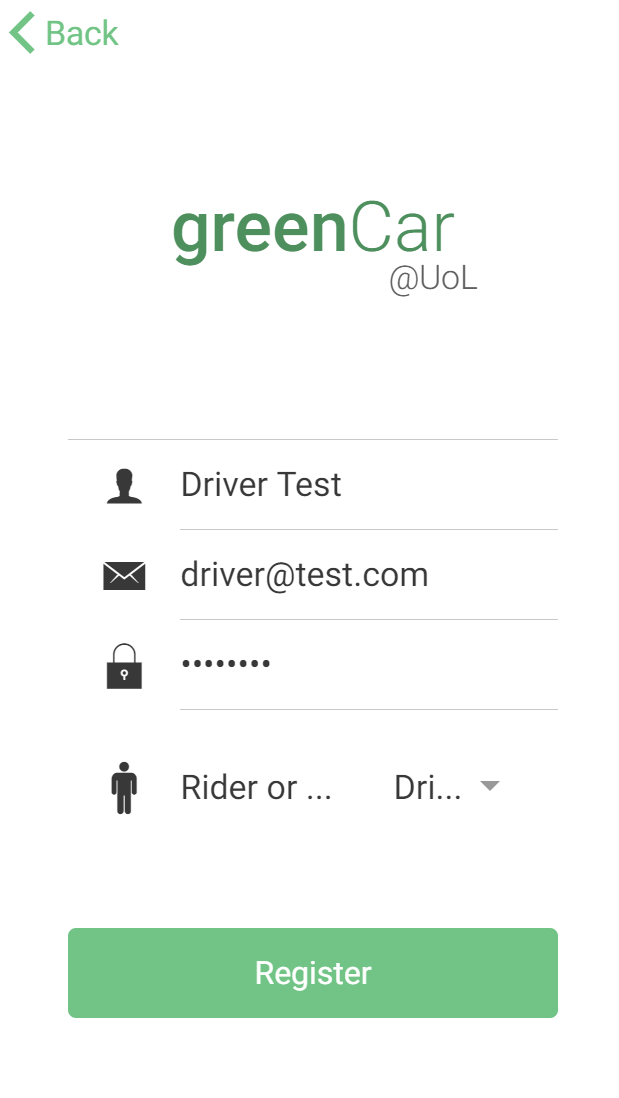 Back
greenCar
@UoL
Driver Test
driver@test.com
••••••••
Rider or ... Dri...
Register